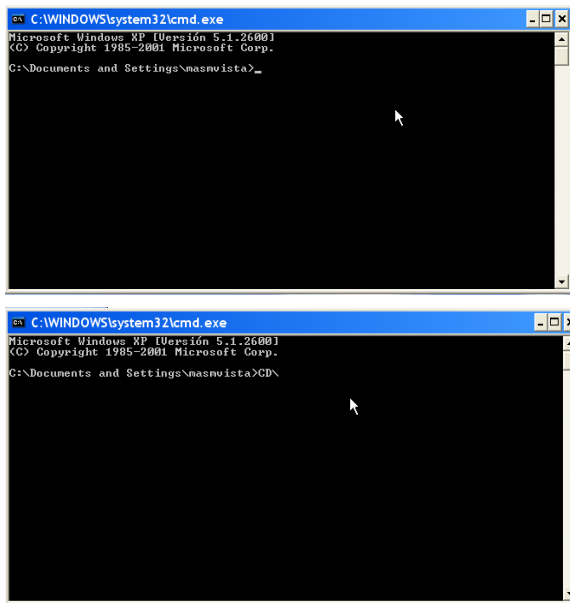 C:\WINDOWS\system32\cmd.exe
Microsoft Windows XP [Versión 5.1.2600]
(C) Copyright 1985-2001 Microsoft Corp.
C:\Documents and Settings\masmvista>_
C:\WINDOWS\system32\cmd.exe
Microsoft Windows XP [Versión 5.1.2600]
(C) Copyright 1985-2001 Microsoft Corp.
C:\Documents and Settings\masmvista>CD\